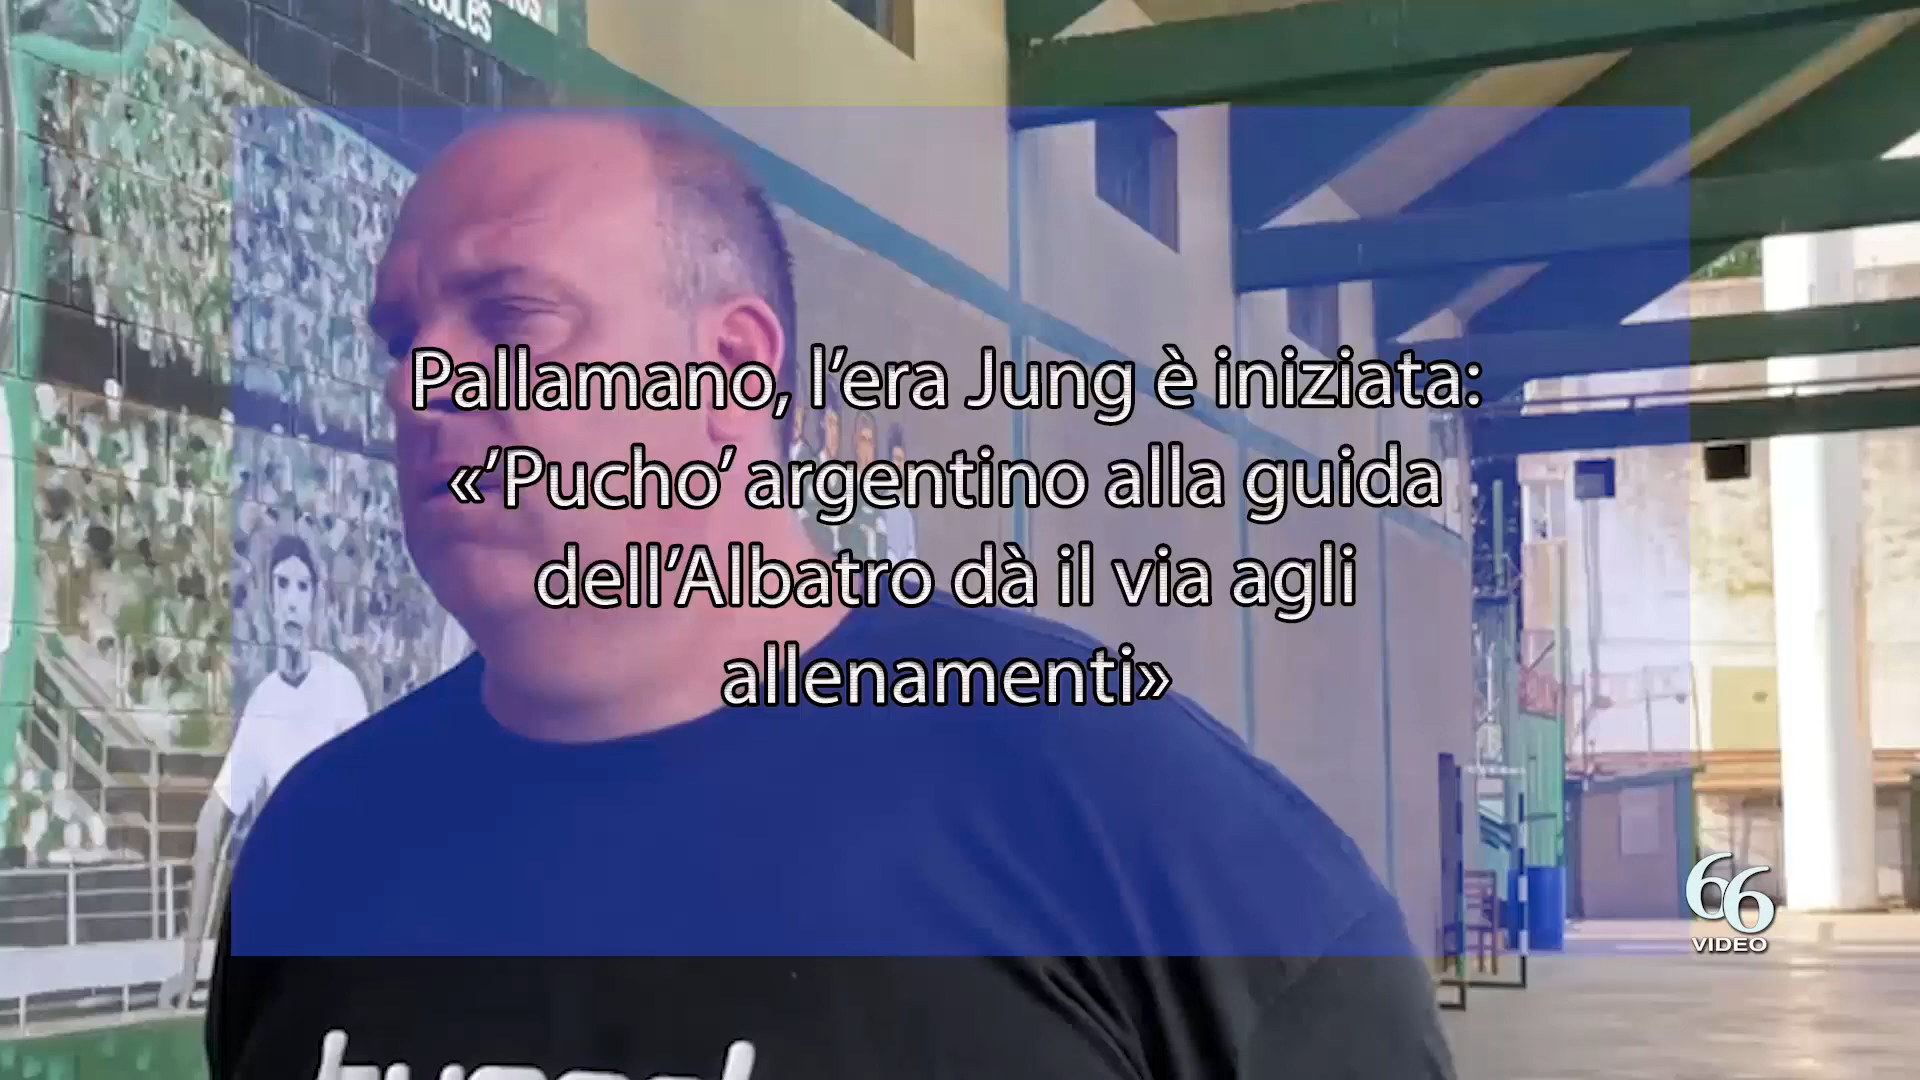 Pallamano, l’era Jung è iniziata:
«’Pucho’ argentino alla guida
dell’Albatro dà il via agli
allenamenti»
66
VIDEO